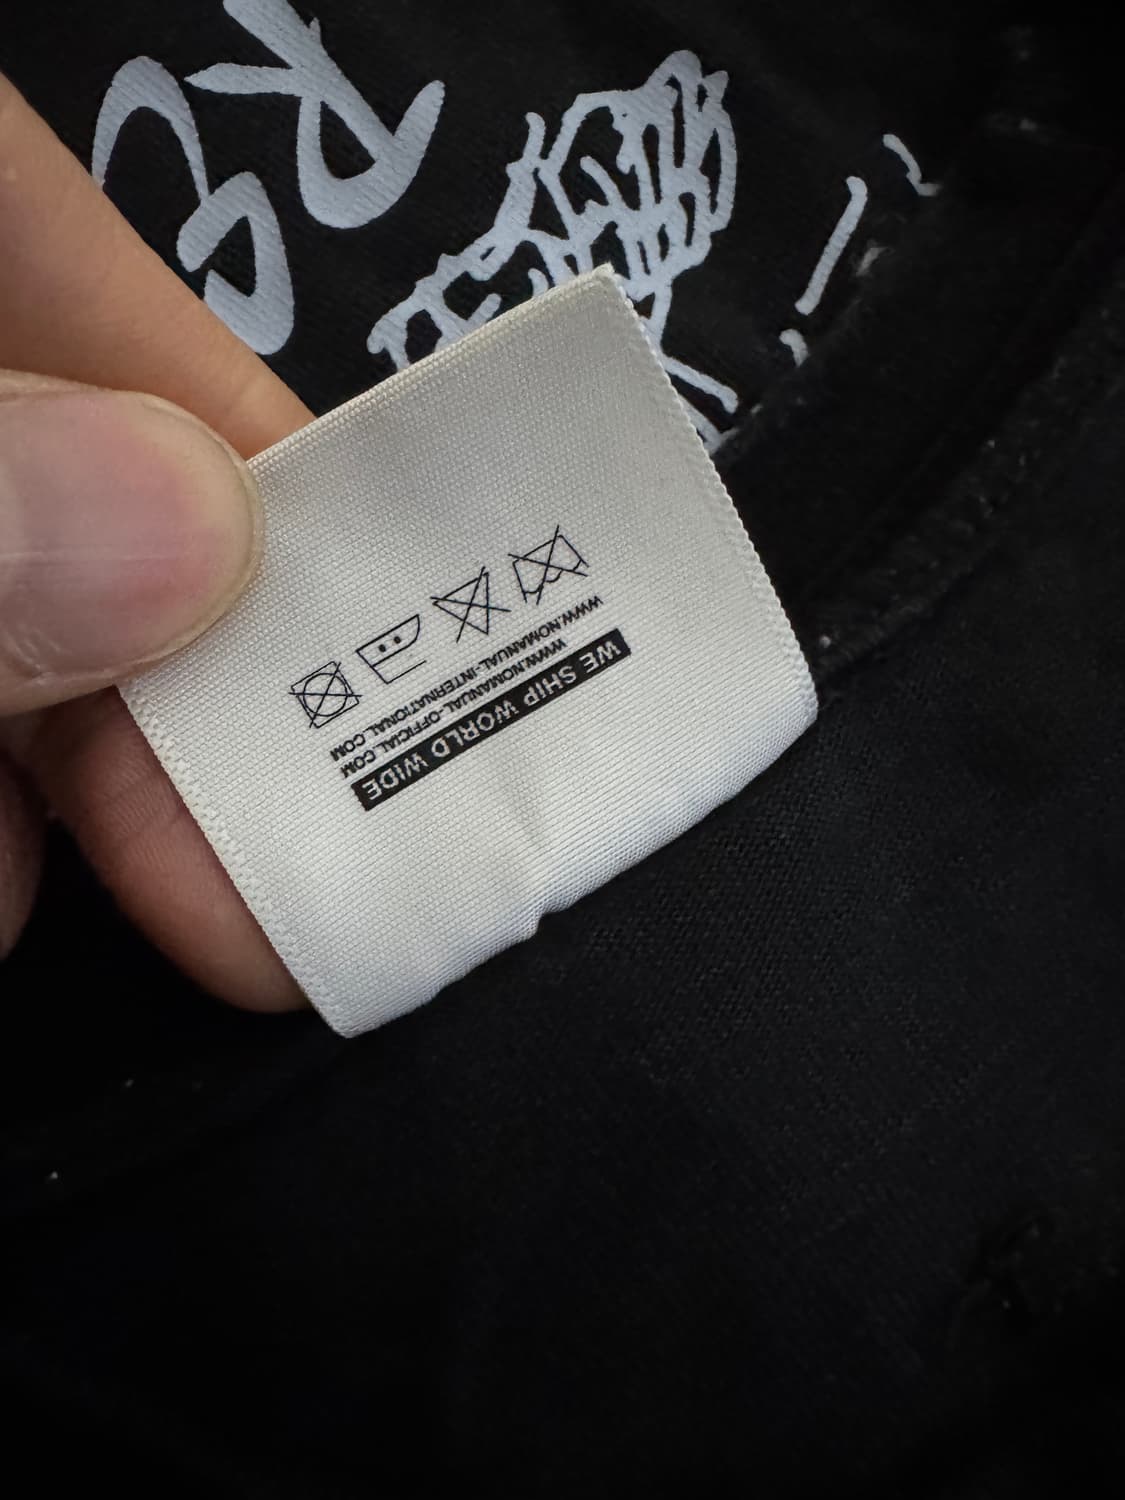 WE SHIP WORLD WIDE
WWW.NOMANUAL-OFFICIAL.COM
WWW.NOMANUAL-INTERNATIONAL.COM